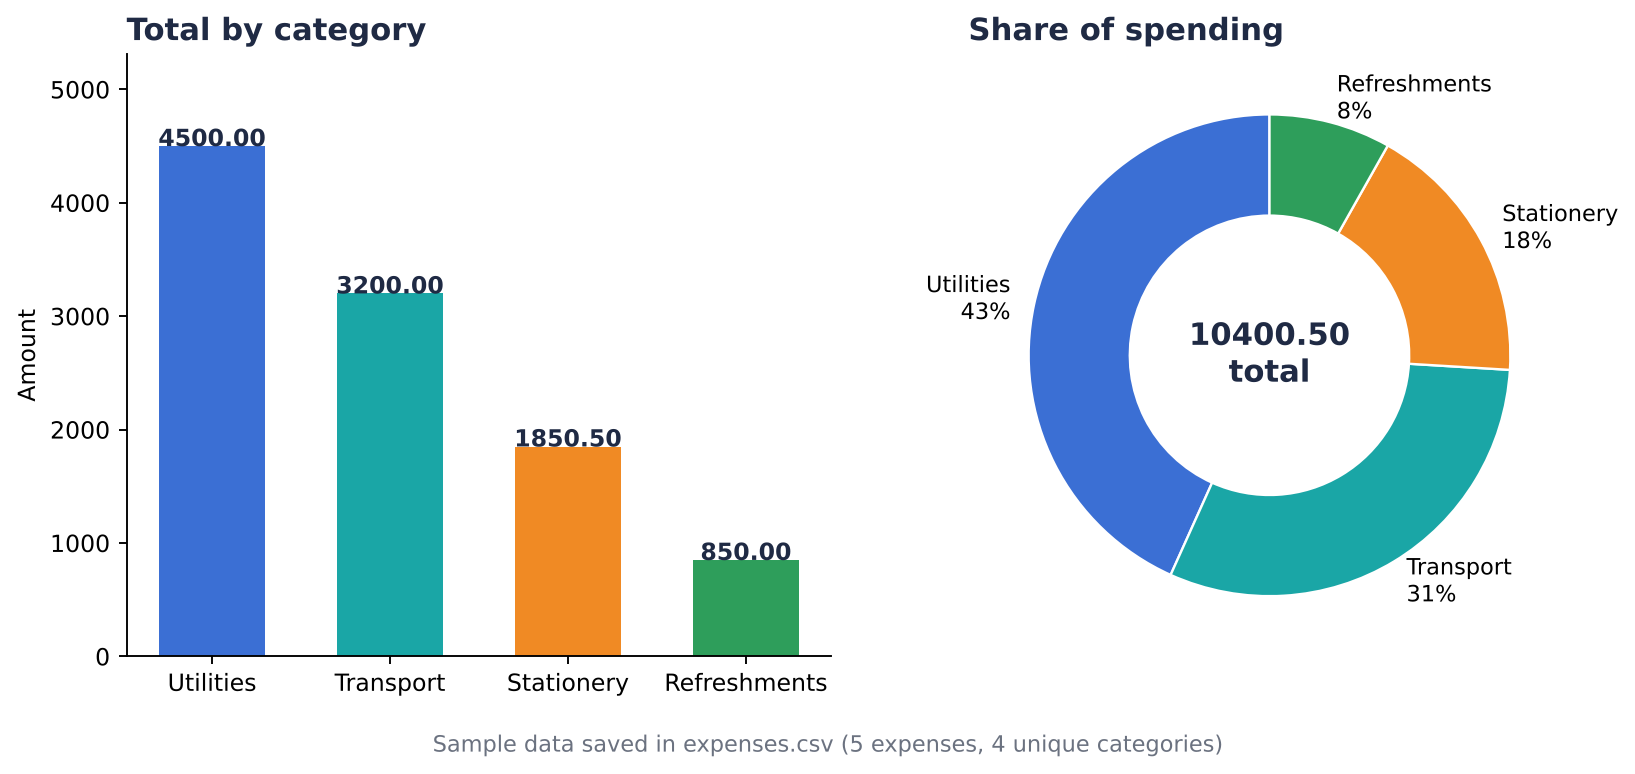 Total by category
5000
4000
3000
2000
1000
0
Amount
4500.00
3200.00
1850.50
850.00
Utilities
Transport
Stationery
Refreshments
Share of spending
Refreshments
8%
Stationery
18%
Utilities
43%
10400.50
total
Transport
31%
Sample data saved in expenses.csv (5 expenses, 4 unique categories)